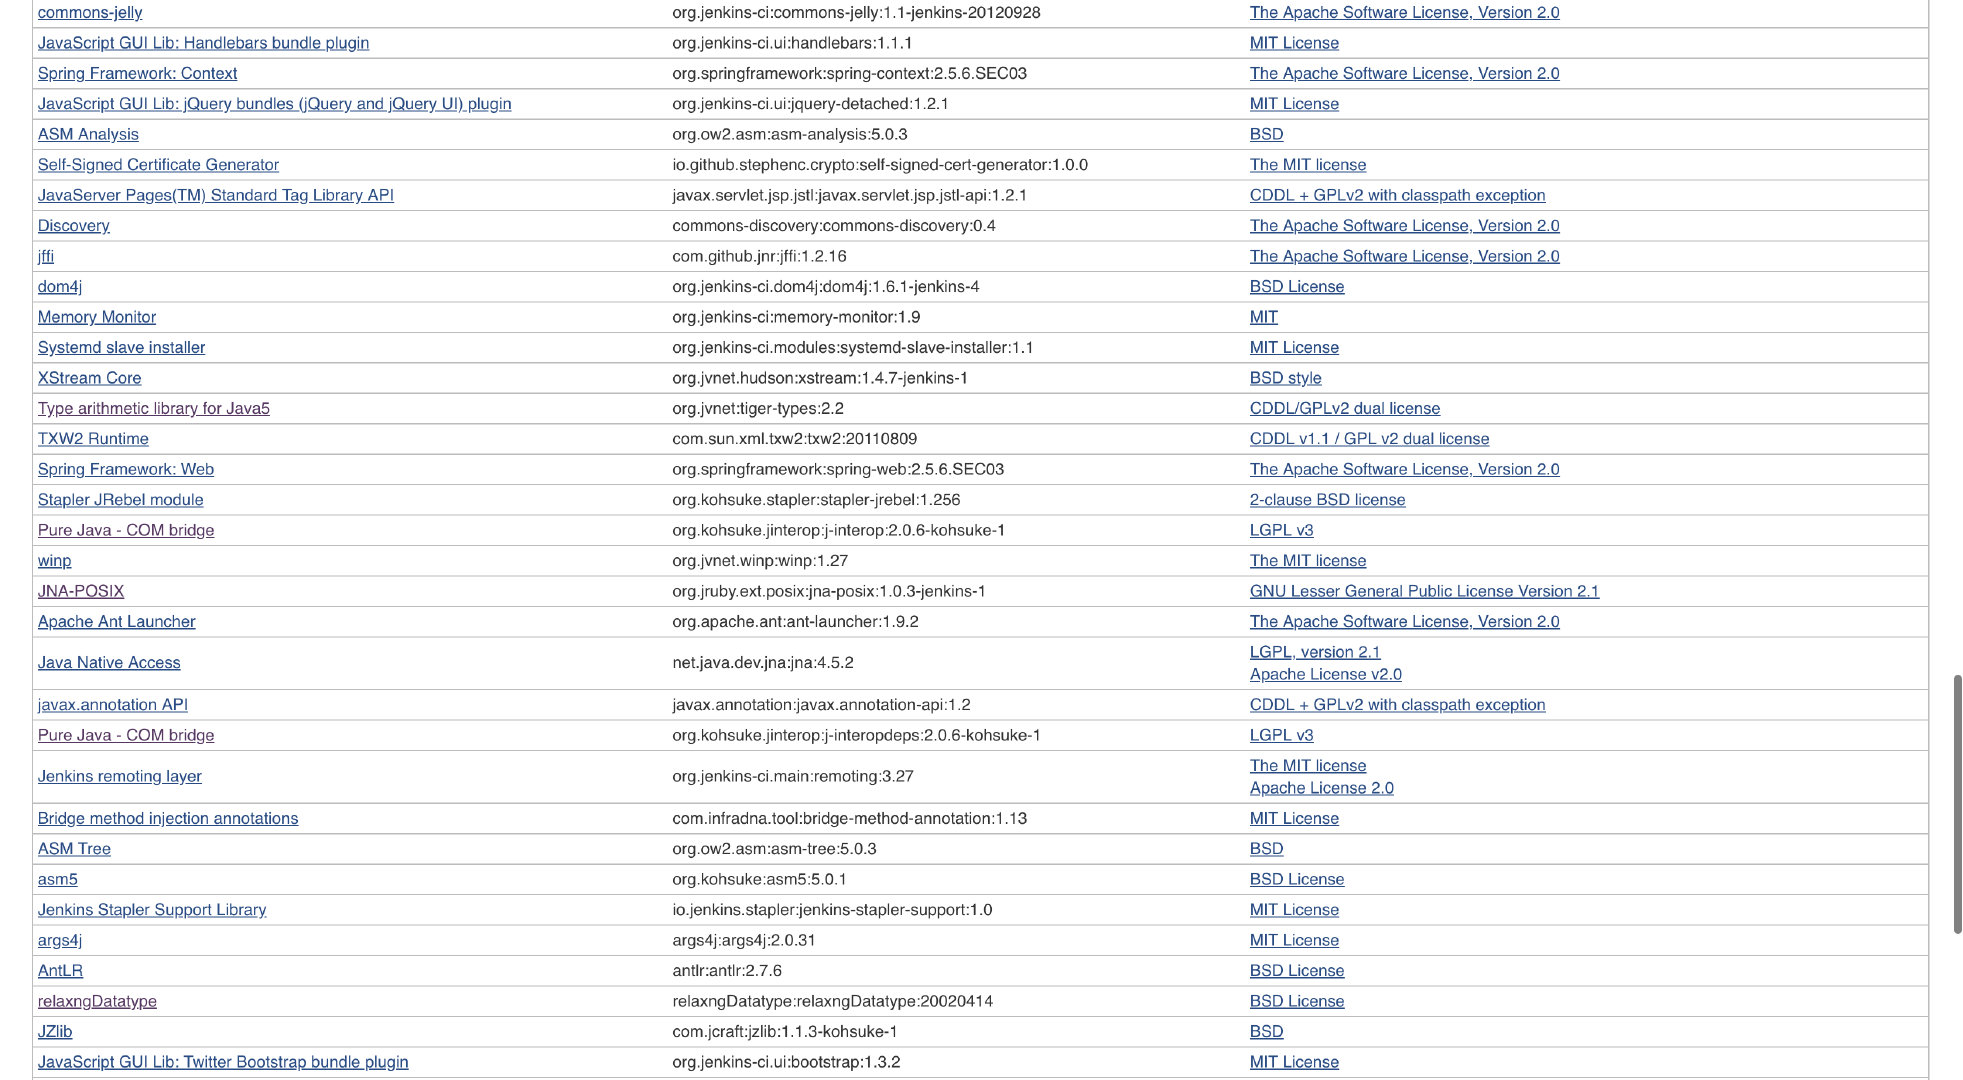 commons-jelly org.jenkins-ci:commons-jelly:1.1-jenkins-20120928 The Apache Software License, Version 2.0
JavaScript GUI Lib: Handlebars bundle plugin org.jenkins-ci.ui:handlebars:1.1.1 MIT License
Spring Framework: Context org.springframework:spring-context:2.5.6.SEC03 The Apache Software License, Version 2.0
JavaScript GUI Lib: jQuery bundles (jQuery and jQuery UI) plugin org.jenkins-ci.ui:jquery-detached:1.2.1 MIT License
ASM Analysis org.ow2.asm:asm-analysis:5.0.3 BSD
Self-Signed Certificate Generator io.github.stephenc.crypto:self-signed-cert-generator:1.0.0 The MIT license
JavaServer Pages(TM) Standard Tag Library API javax.servlet.jsp.jstl:javax.servlet.jsp.jstl-api:1.2.1 CDDL + GPLv2 with classpath exception
Discovery commons-discovery:commons-discovery:0.4 The Apache Software License, Version 2.0
jffi com.github.jnr:jffi:1.2.16 The Apache Software License, Version 2.0
dom4j org.jenkins-ci.dom4j:dom4j:1.6.1-jenkins-4 BSD License
Memory Monitor org.jenkins-ci:memory-monitor:1.9 MIT
Systemd slave installer org.jenkins-ci.modules:systemd-slave-installer:1.1 MIT License
XStream Core org.jvnet.hudson:xstream:1.4.7-jenkins-1 BSD style
Type arithmetic library for Java5 org.jvnet:tiger-types:2.2 CDDL/GPLv2 dual license
TXW2 Runtime com.sun.xml.txw2:txw2:20110809 CDDL v1.1 / GPL v2 dual license
Spring Framework: Web org.springframework:spring-web:2.5.6.SEC03 The Apache Software License, Version 2.0
Stapler JRebel module org.kohsuke.stapler:stapler-jrebel:1.256 2-clause BSD license
Pure Java - COM bridge org.kohsuke.jinterop:j-interop:2.0.6-kohsuke-1 LGPL v3
winp org.jvnet.winp:winp:1.27 The MIT license
JNA-POSIX org.jruby.ext.posix:jna-posix:1.0.3-jenkins-1 GNU Lesser General Public License Version 2.1
Apache Ant Launcher org.apache.ant:ant-launcher:1.9.2 The Apache Software License, Version 2.0
Java Native Access net.java.dev.jna:jna:4.5.2 LGPL, version 2.1
Apache License v2.0
javax.annotation API javax.annotation:javax.annotation-api:1.2 CDDL + GPLv2 with classpath exception
Pure Java - COM bridge org.kohsuke.jinterop:j-interopdeps:2.0.6-kohsuke-1 LGPL v3
Jenkins remoting layer org.jenkins-ci.main:remoting:3.27 The MIT license
Apache License 2.0
Bridge method injection annotations com.infradna.tool:bridge-method-annotation:1.13 MIT License
ASM Tree org.ow2.asm:asm-tree:5.0.3 BSD
asm5 org.kohsuke:asm5:5.0.1 BSD License
Jenkins Stapler Support Library io.jenkins.stapler:jenkins-stapler-support:1.0 MIT License
args4j args4j:args4j:2.0.31 MIT License
AntLR antlr:antlr:2.7.6 BSD License
relaxngDatatype relaxngDatatype:relaxngDatatype:20020414 BSD License
JZlib com.jcraft:jzlib:1.1.3-kohsuke-1 BSD
JavaScript GUI Lib: Twitter Bootstrap bundle plugin org.jenkins-ci.ui:bootstrap:1.3.2 MIT License